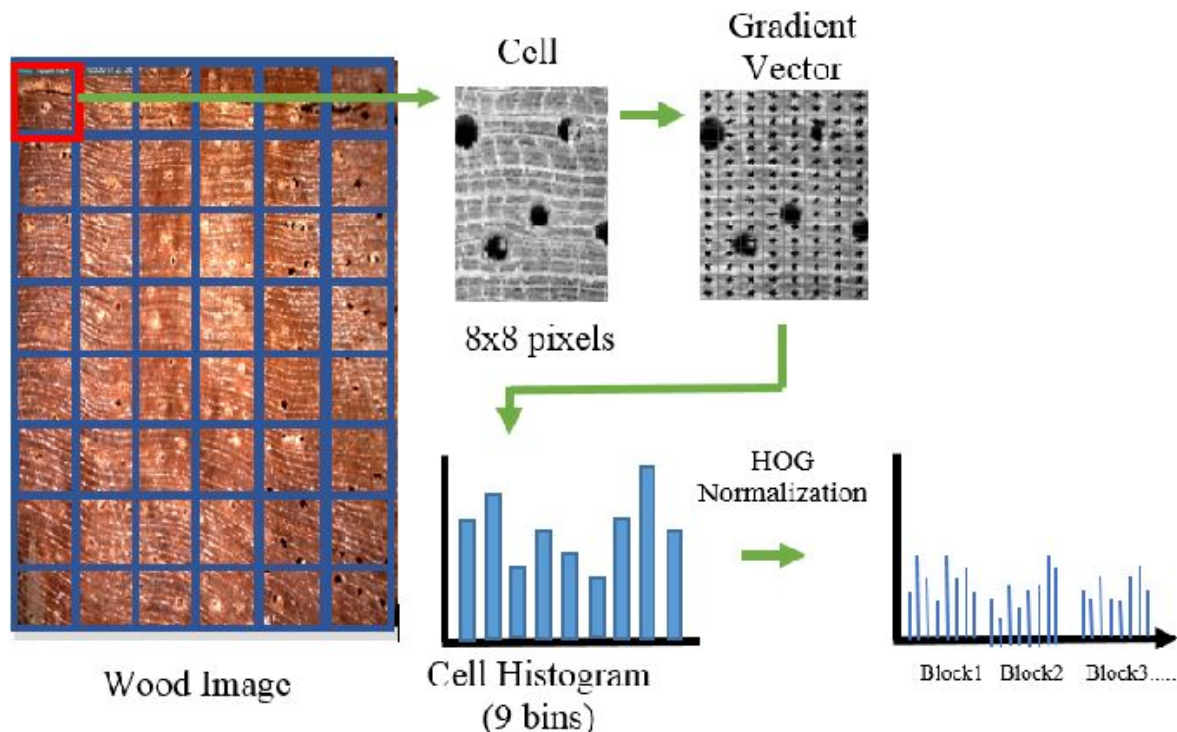 Cell
Gradient
Vector
8x8 pixels
HOG
Normalization
Wood Image
Cell Histogram
(9 bins)
Block1
Block2
Block3.....